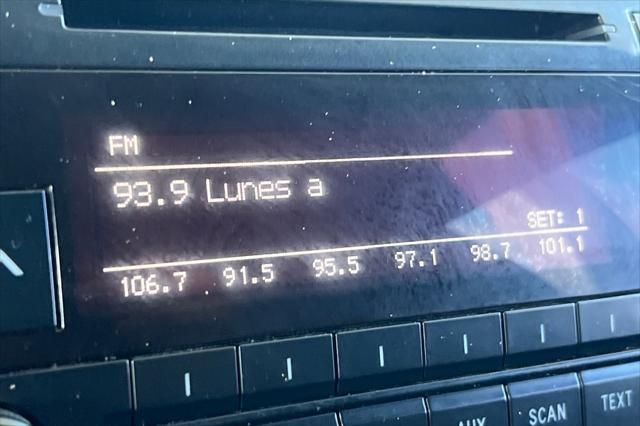 FM
93.9 Lunes a
SET: 1
106.7 91.5 95.5 97.1 98.7 101.1
AUX SCAN TEXT